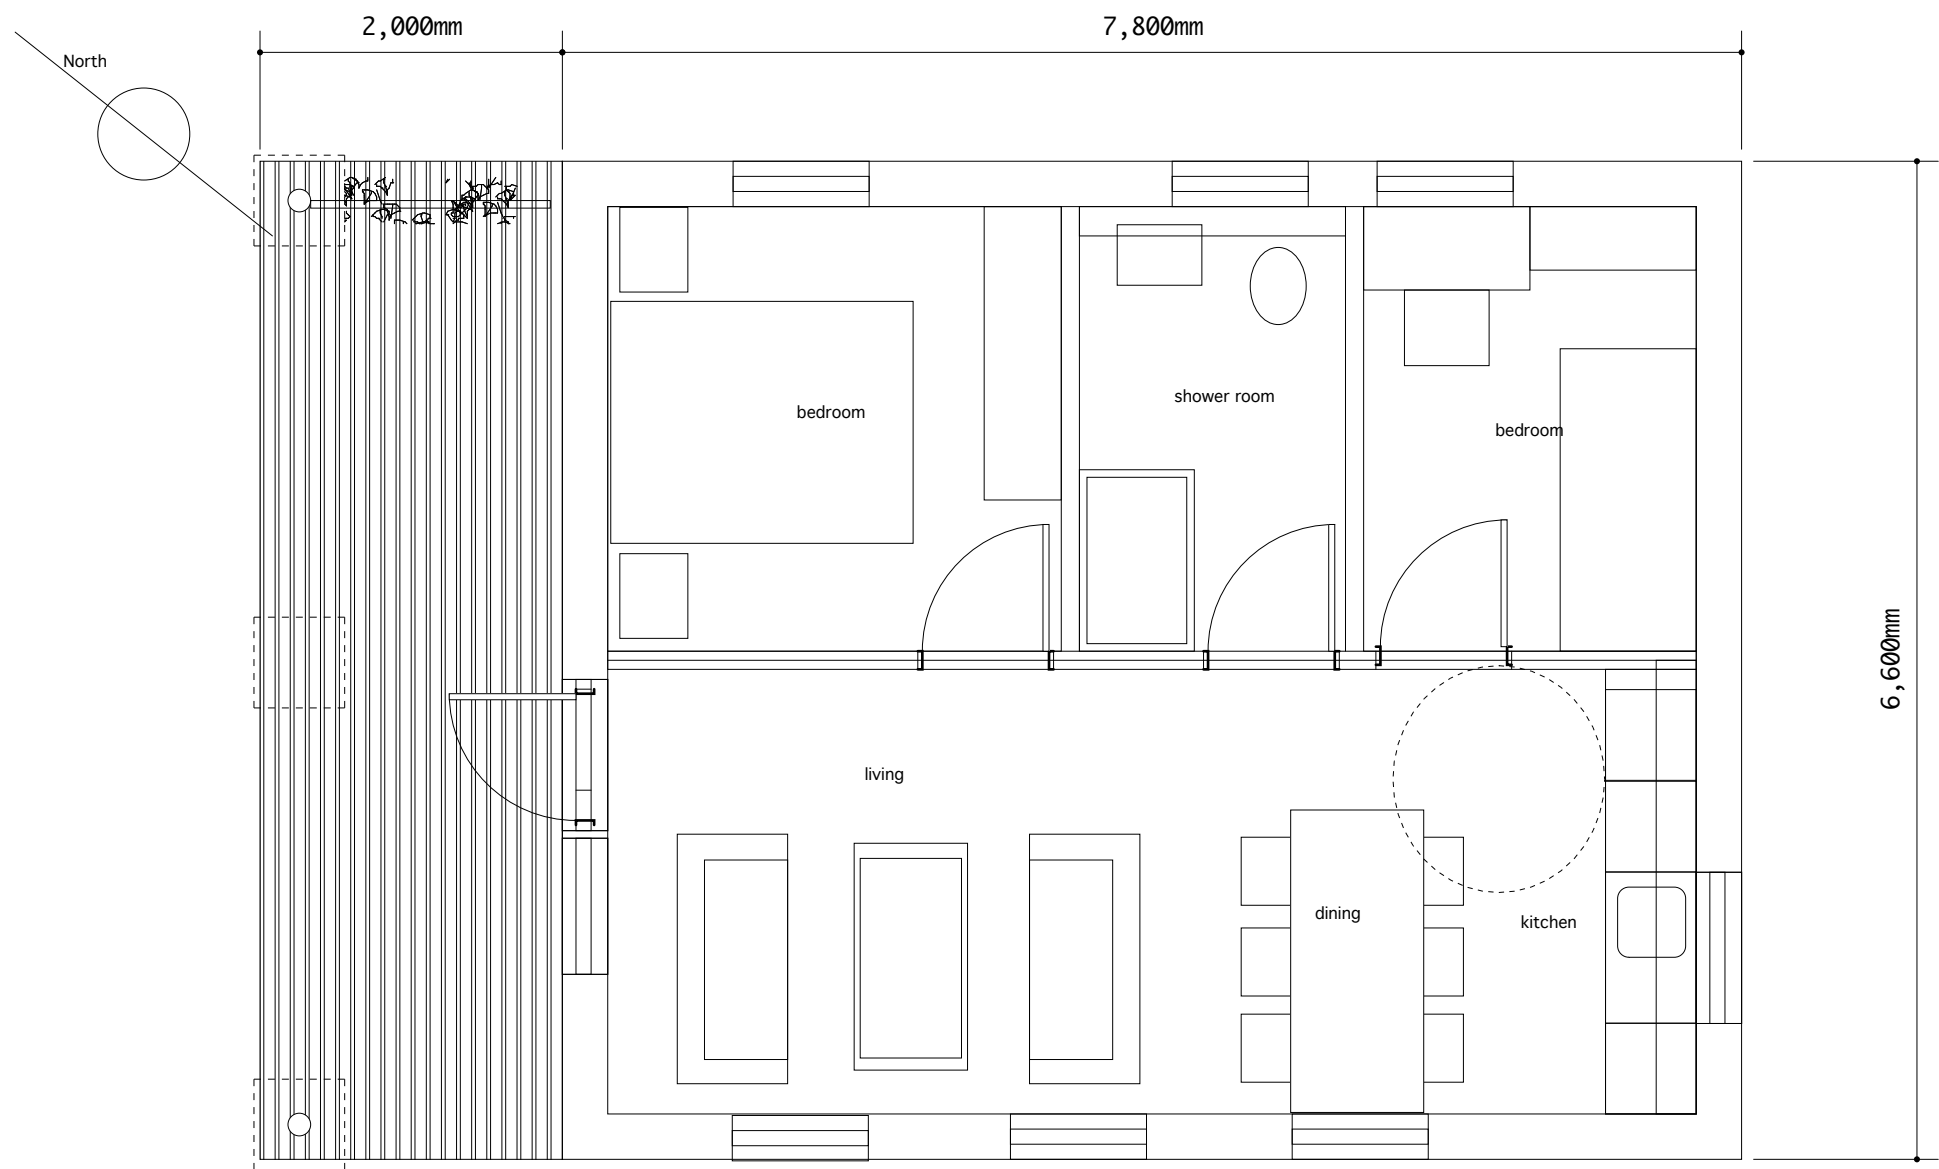 2,000mm
7,800mm
North
bedroom
shower room
bedroom
6,600mm
living
dining
kitchen